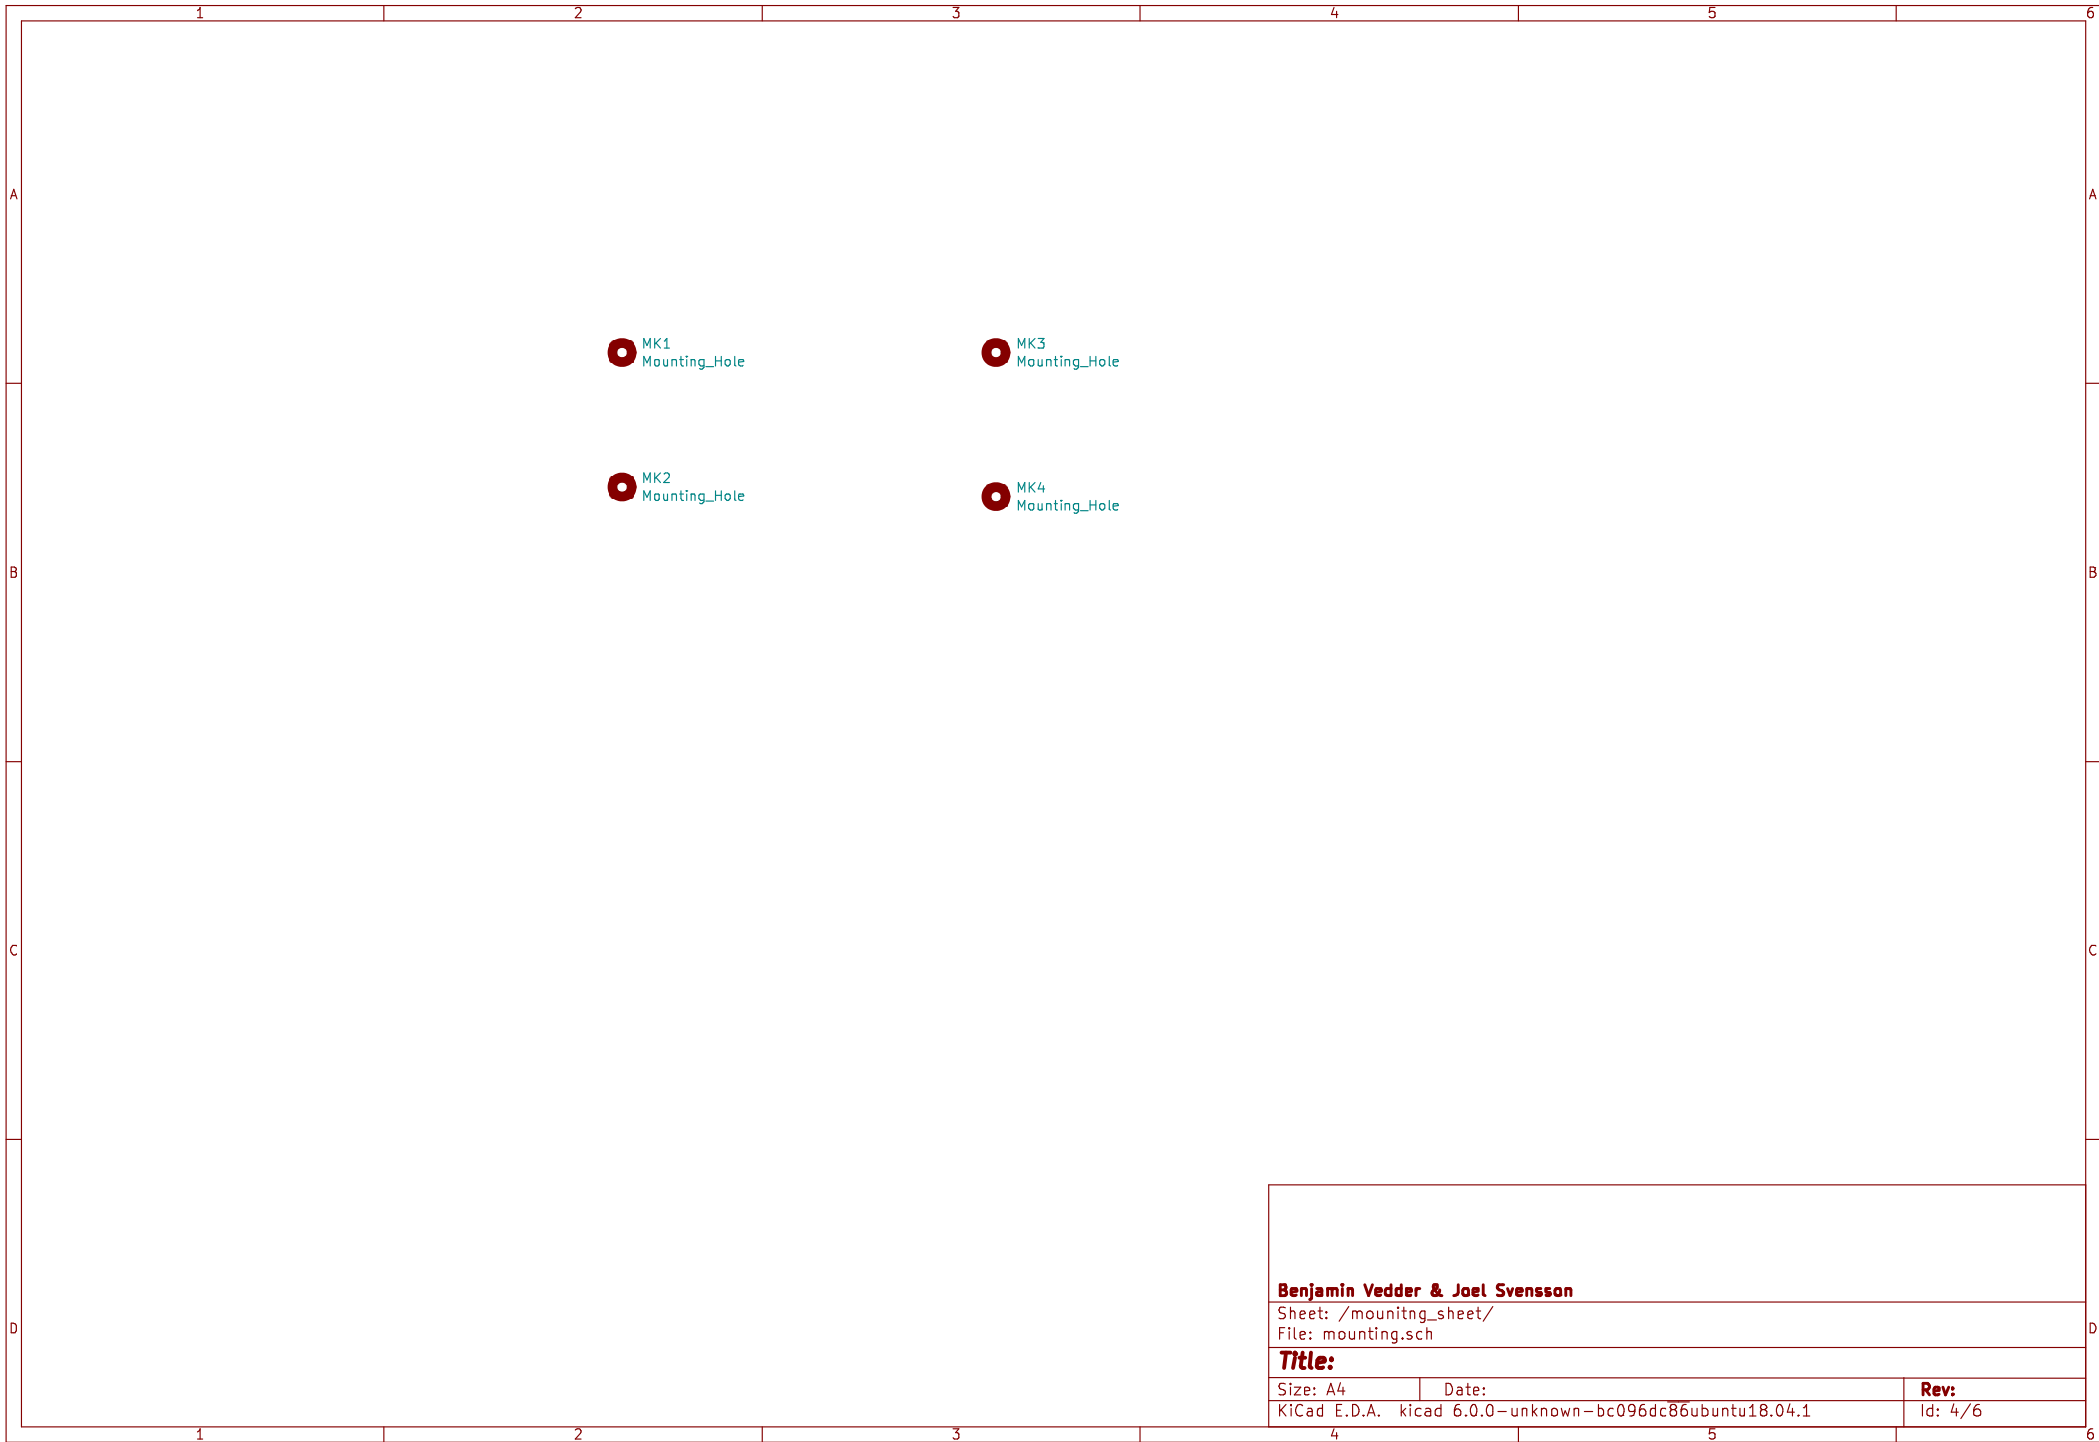 1 2 3 4 5 6
A A
MK1
Mounting_Hole
MK3
Mounting_Hole
MK2
Mounting_Hole
MK4
Mounting_Hole
B B
C C
Benjamin Vedder & Joel Svensson
Sheet: /mounitng_sheet/
File: mounting.sch
D D
Title:
Size: A4 Date: Rev:
KiCad E.D.A. kicad 6.0.0-unknown-bc096dc86ubuntu18.04.1 Id: 4/6
1 2 3 4 5 6